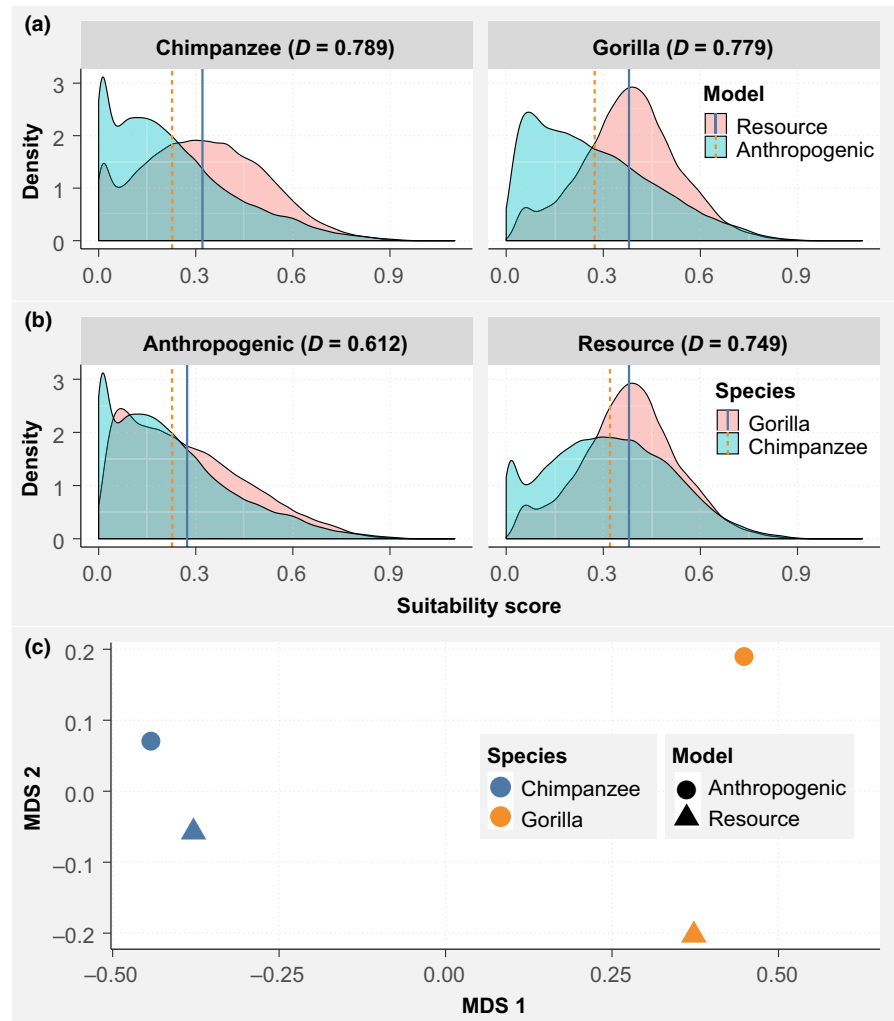 (a)
Chimpanzee (D = 0.789)
Gorilla (D = 0.779)
Density
3
2
1
0
0.0 0.3 0.6 0.9
0.0 0.3 0.6 0.9
Model
Resource
Anthropogenic
(b)
Anthropogenic (D = 0.612)
Resource (D = 0.749)
Density
3
2
1
0
0.0 0.3 0.6 0.9
0.0 0.3 0.6 0.9
Species
Gorilla
Chimpanzee
Suitability score
(c)
MDS 2
0.2
0.1
0.0
–0.1
–0.2
Species
Chimpanzee
Gorilla
Model
Anthropogenic
Resource
–0.50 –0.25 0.00 0.25 0.50
MDS 1